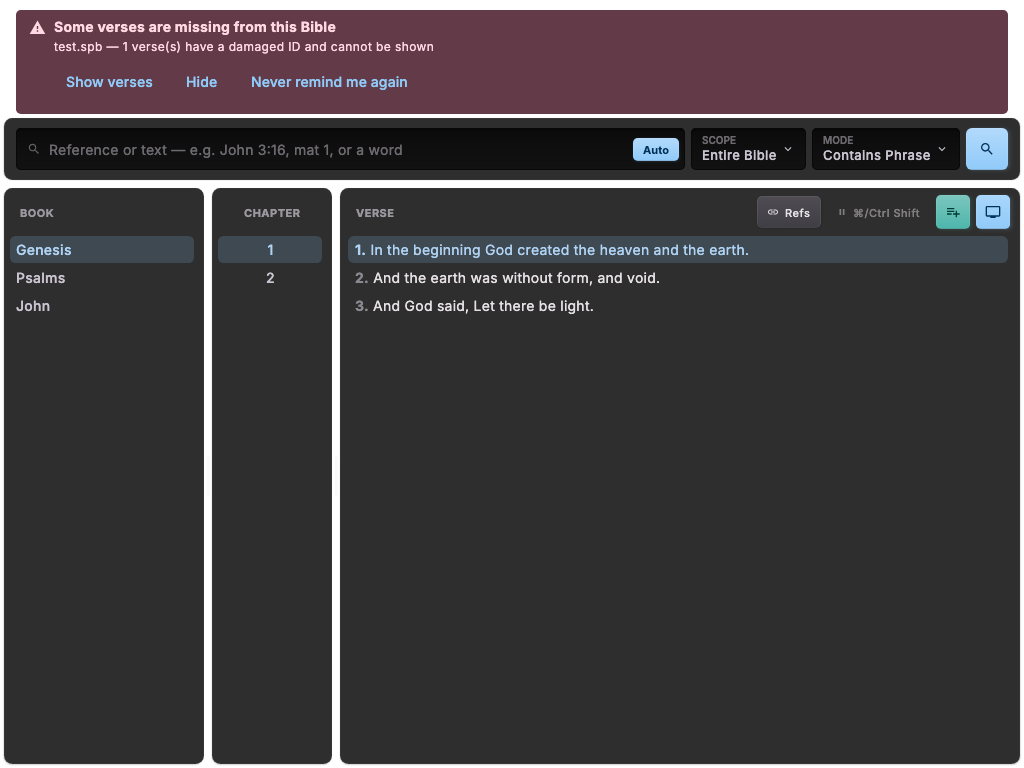 Some verses are missing from this Bible
test.spb — 1 verse(s) have a damaged ID and cannot be shown
Show verses Hide Never remind me again
Reference or text — e.g. John 3:16, mat 1, or a word
Auto
SCOPE
Entire Bible
MODE
Contains Phrase
BOOK
Genesis
Psalms
John
CHAPTER
1
2
VERSE
Refs
⌘/Ctrl Shift
1. In the beginning God created the heaven and the earth.
2. And the earth was without form, and void.
3. And God said, Let there be light.